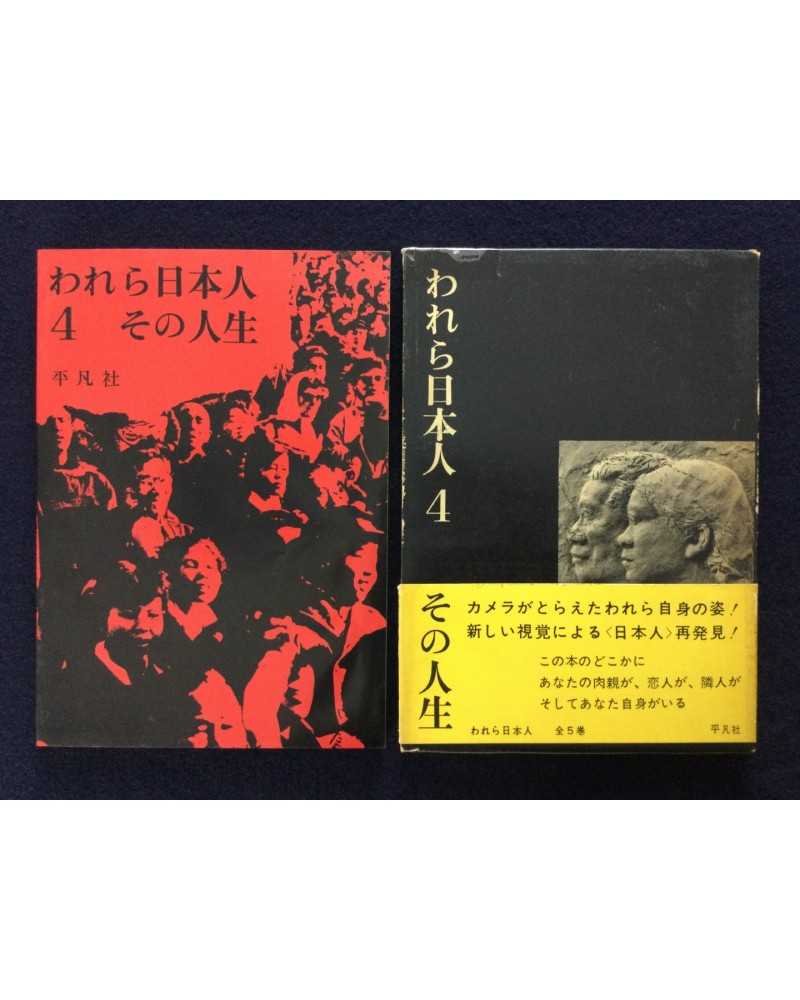 われら日本人
4 その人生
平凡社
われら日本人 4
その人生
カメラがとらえたわれら自身の姿!
新しい視覚による〈日本人〉再発見!
この本のどこかに
あなたの肉親が、恋人が、隣人が
そしてあなた自身がいる
われら日本人 全5巻
平凡社